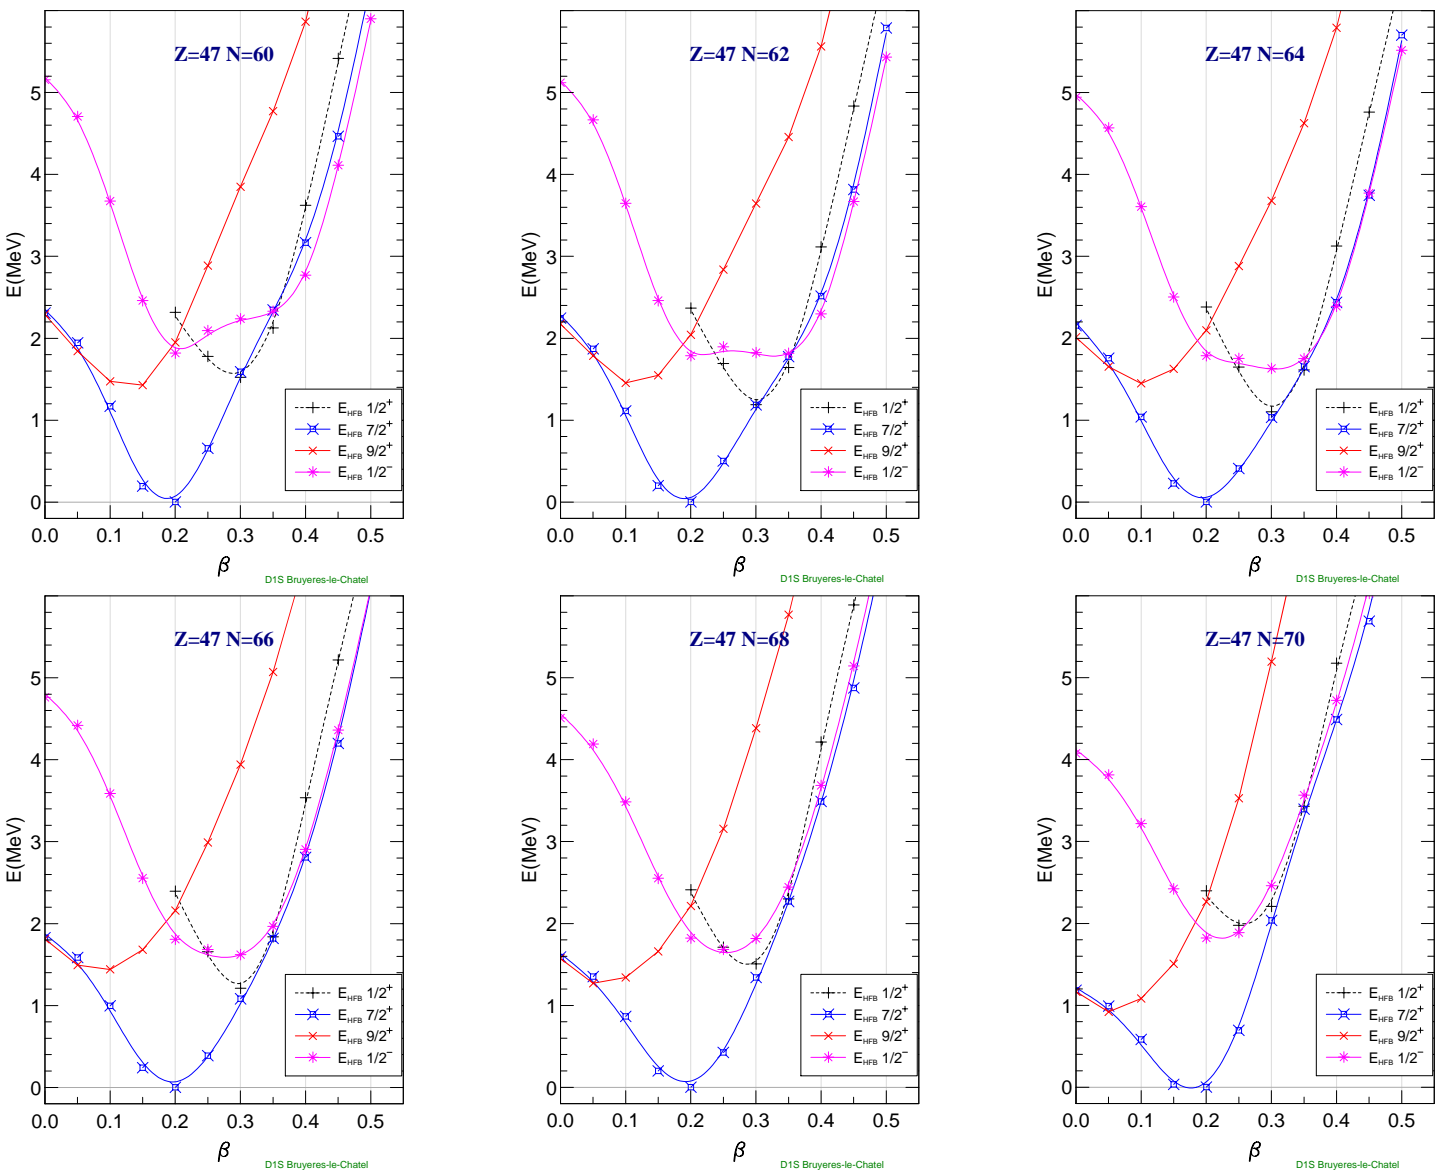 Z=47 N=60
E(MeV)
5
4
3
2
1
0
E_HFB 1/2⁺
E_HFB 7/2⁺
E_HFB 9/2⁺
E_HFB 1/2⁻
0.0 0.1 0.2 0.3 0.4 0.5
β
D1S Bruyeres-le-Chatel
Z=47 N=62
E(MeV)
5
4
3
2
1
0
E_HFB 1/2⁺
E_HFB 7/2⁺
E_HFB 9/2⁺
E_HFB 1/2⁻
0.0 0.1 0.2 0.3 0.4 0.5
β
D1S Bruyeres-le-Chatel
Z=47 N=64
E(MeV)
5
4
3
2
1
0
E_HFB 1/2⁺
E_HFB 7/2⁺
E_HFB 9/2⁺
E_HFB 1/2⁻
0.0 0.1 0.2 0.3 0.4 0.5
β
D1S Bruyeres-le-Chatel
Z=47 N=66
E(MeV)
5
4
3
2
1
0
E_HFB 1/2⁺
E_HFB 7/2⁺
E_HFB 9/2⁺
E_HFB 1/2⁻
0.0 0.1 0.2 0.3 0.4 0.5
β
D1S Bruyeres-le-Chatel
Z=47 N=68
E(MeV)
5
4
3
2
1
0
E_HFB 1/2⁺
E_HFB 7/2⁺
E_HFB 9/2⁺
E_HFB 1/2⁻
0.0 0.1 0.2 0.3 0.4 0.5
β
D1S Bruyeres-le-Chatel
Z=47 N=70
E(MeV)
5
4
3
2
1
0
E_HFB 1/2⁺
E_HFB 7/2⁺
E_HFB 9/2⁺
E_HFB 1/2⁻
0.0 0.1 0.2 0.3 0.4 0.5
β
D1S Bruyeres-le-Chatel